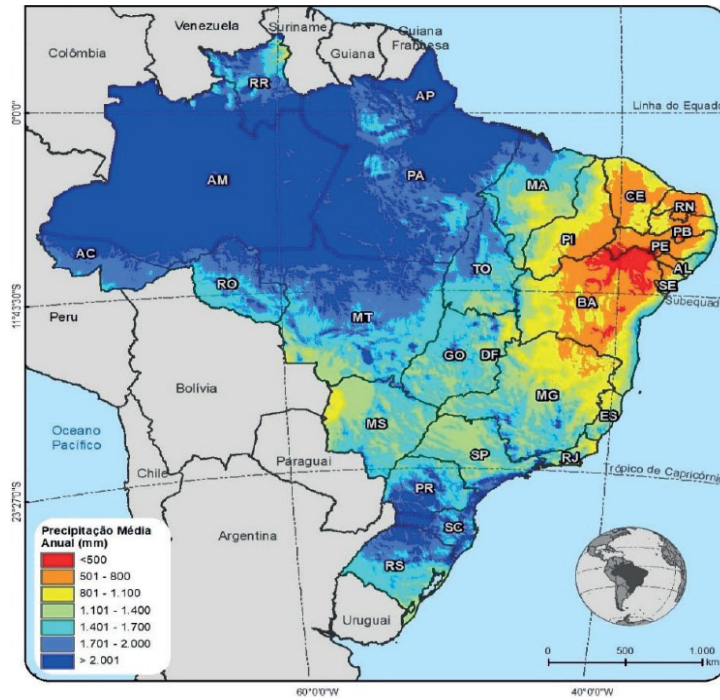 Venezuela
Suriname
Colômbia
Guiana
Guiana
Francesa
RR
AP
Linha do Equado
0°0'0"
AM
PA
MA
CE
RN
PB
PI
PE
AC
AL
TO
SE
RO
BA
Subequad
11°43'30"S
Peru
MT
GO
DF
Bolívia
MG
ES
Oceano
Pacífico
MS
SP
RJ
Paraguai
Trópico de Capricórni
Chile
PR
23°27'0"S
SC
Argentina
RS
Precipitação Média
Anual (mm)
<500
501 - 800
801 - 1.100
1.101 - 1.400
1.401 - 1.700
1.701 - 2.000
> 2.001
Uruguai
0 500 1.000
km
60°0'0"W
40°0'0"W